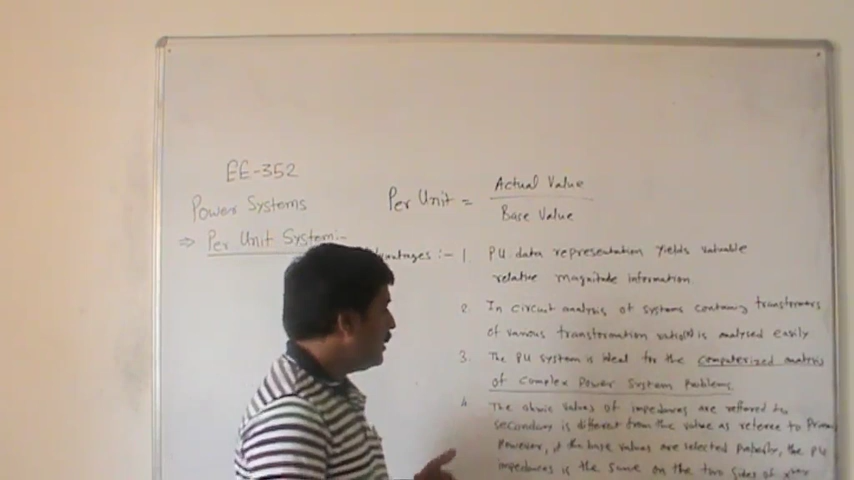 EE-352
Power Systems
⇒ Per Unit System:-
Per Unit = Actual Value / Base Value
:- 1. PU data representation Yields valuable
relative magnitude information.
2. In circuit analysis of systems containing transformers
of various transformation ratio(s) is analysed easily
3. The PU system is ideal for the computerized analysis
of Complex Power System Problems.
4. The ohmic values of impedances are reffered to
secondary is different from the value as referee to
However, if the base values are selected properly, the PU
impedances is the same on the two sides of